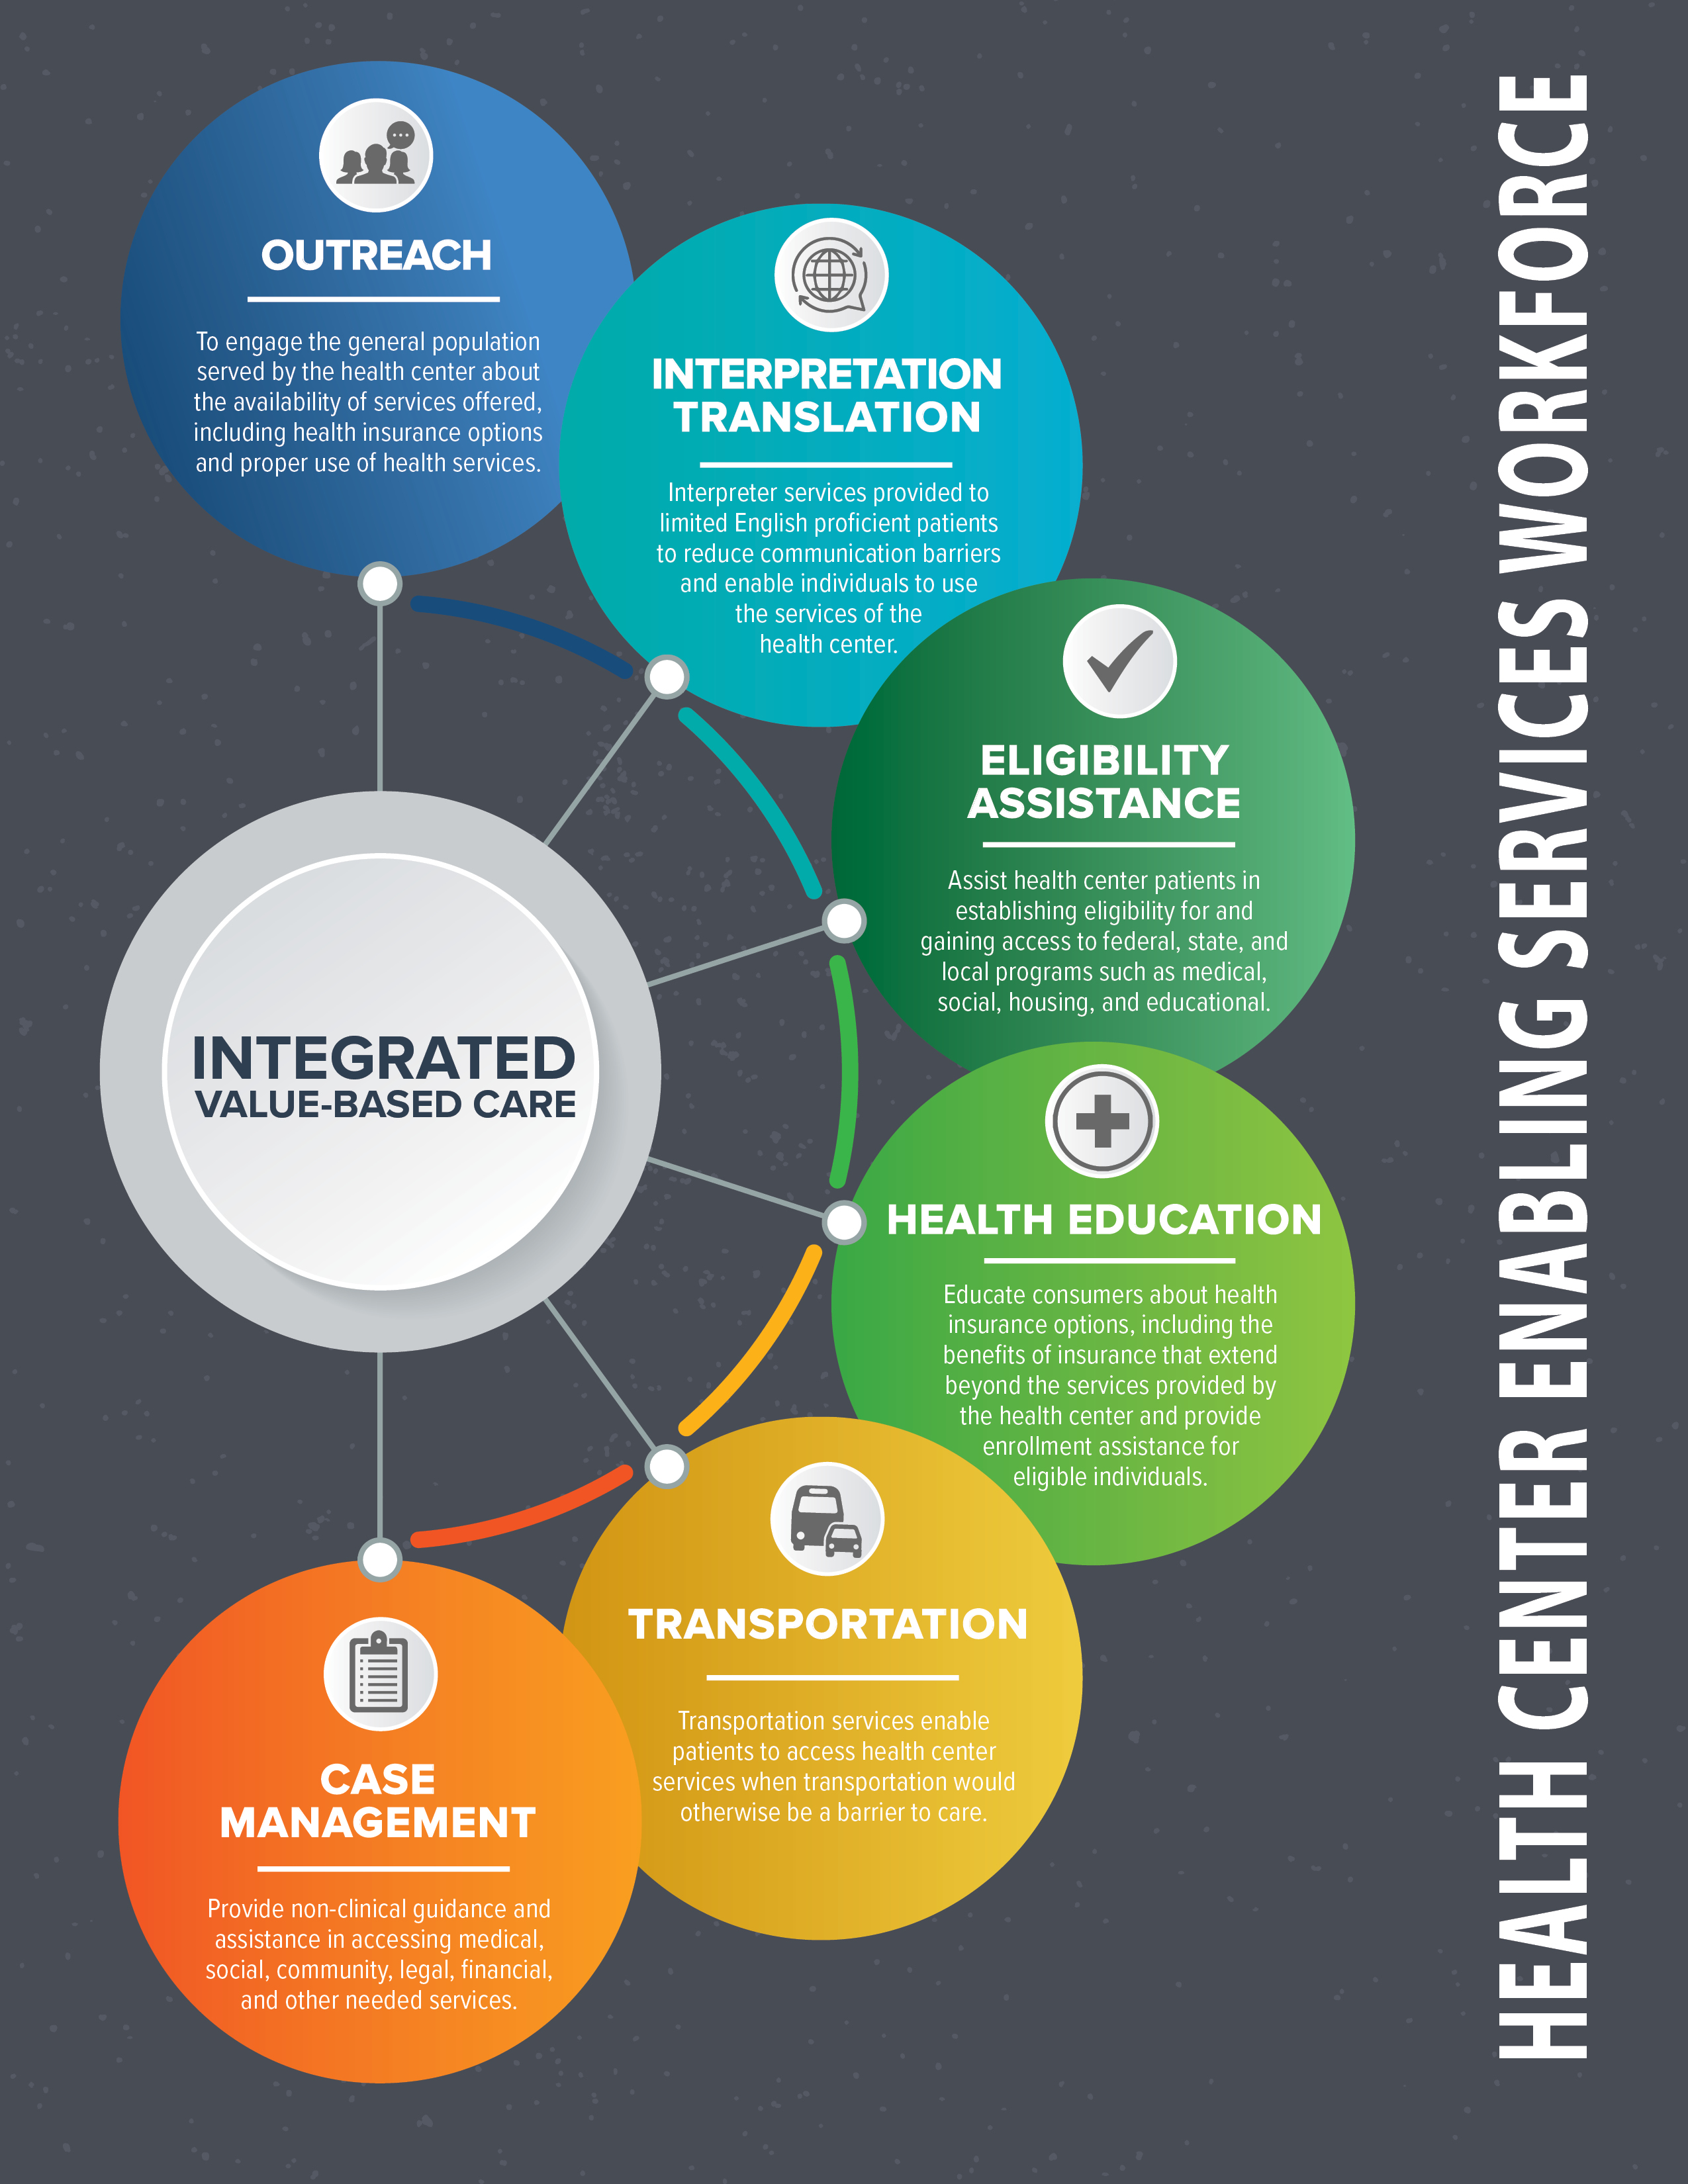 OUTREACH
To engage the general population
served by the health center about
the availability of services offered,
including health insurance options
and proper use of health services.
INTERPRETATION
TRANSLATION
Interpreter services provided to
limited English proficient patients
to reduce communication barriers
and enable individuals to use
the services of the
health center.
ELIGIBILITY
ASSISTANCE
Assist health center patients in
establishing eligibility for and
gaining access to federal, state, and
local programs such as medical,
social, housing, and educational.
INTEGRATED
VALUE-BASED CARE
HEALTH EDUCATION
Educate consumers about health
insurance options, including the
benefits of insurance that extend
beyond the services provided by
the health center and provide
enrollment assistance for
eligible individuals.
TRANSPORTATION
Transportation services enable
patients to access health center
services when transportation would
otherwise be a barrier to care.
CASE
MANAGEMENT
Provide non-clinical guidance and
assistance in accessing medical,
social, community, legal, financial,
and other needed services.
HEALTH CENTER ENABLING SERVICES WORKFORCE